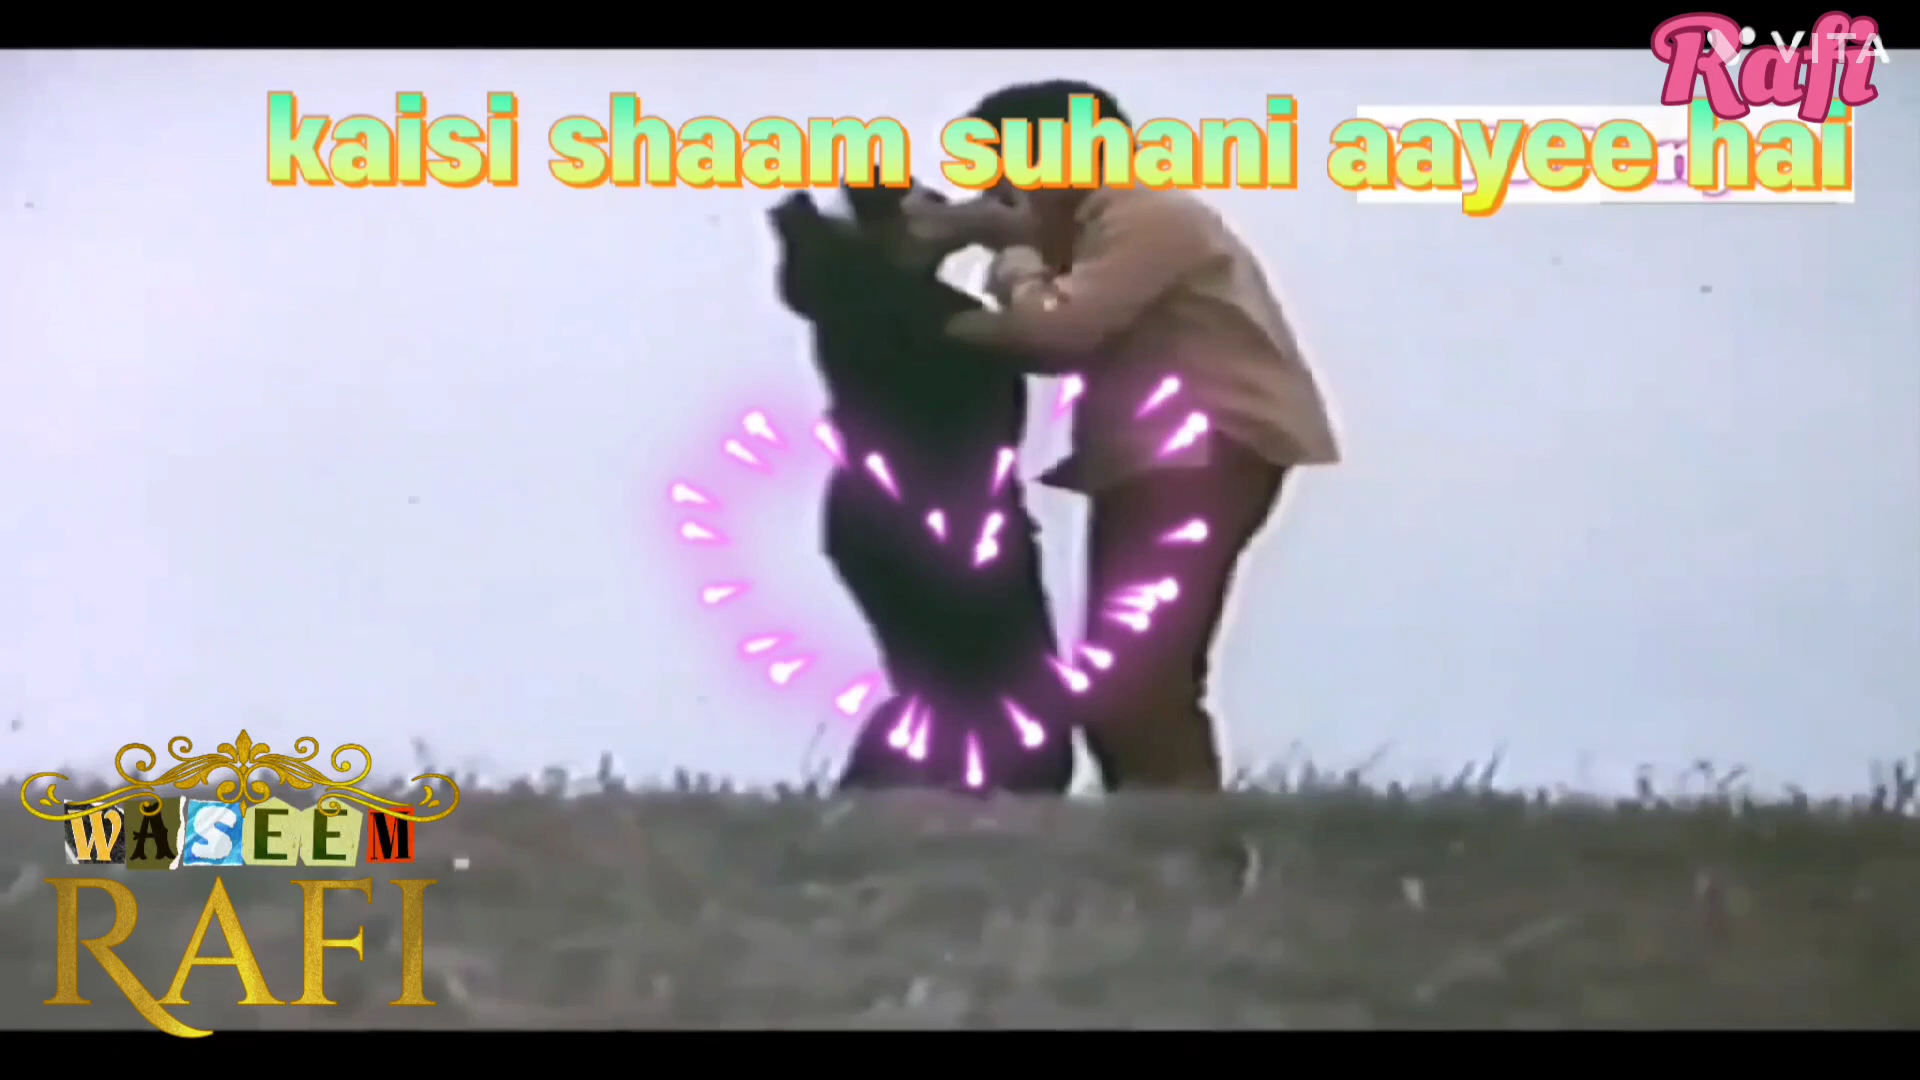 Rafi
VITA
kaisi shaam suhani aayee hai
WASEEM
RAFI